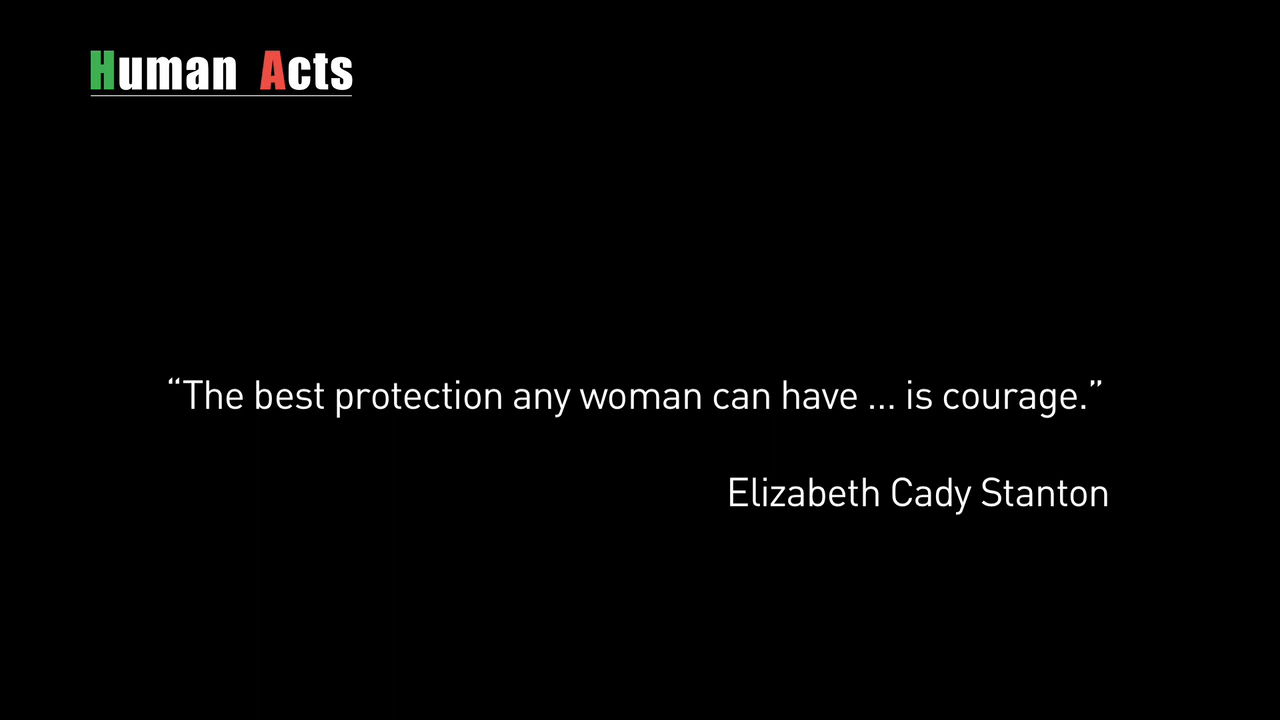 Human Acts
“The best protection any woman can have ... is courage.”
Elizabeth Cady Stanton